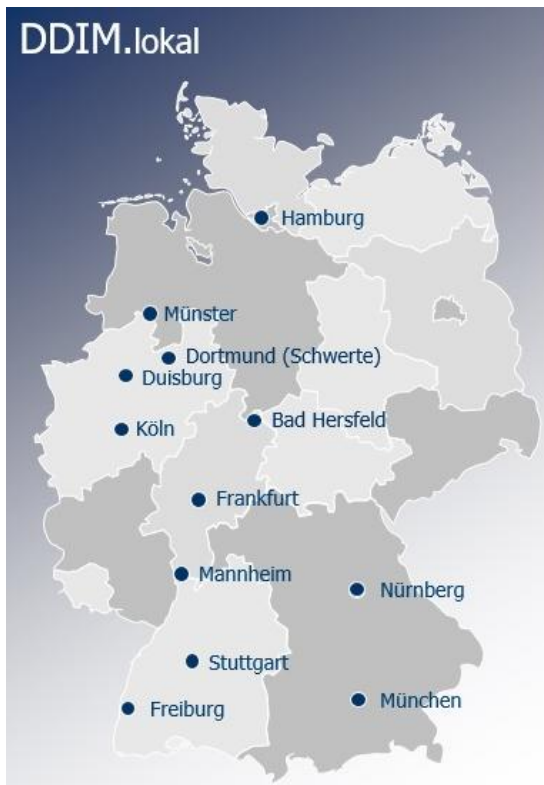 DDIM.lokal
Hamburg
Münster
Dortmund (Schwerte)
Duisburg
Bad Hersfeld
Köln
Frankfurt
Mannheim
Nürnberg
Stuttgart
München
Freiburg